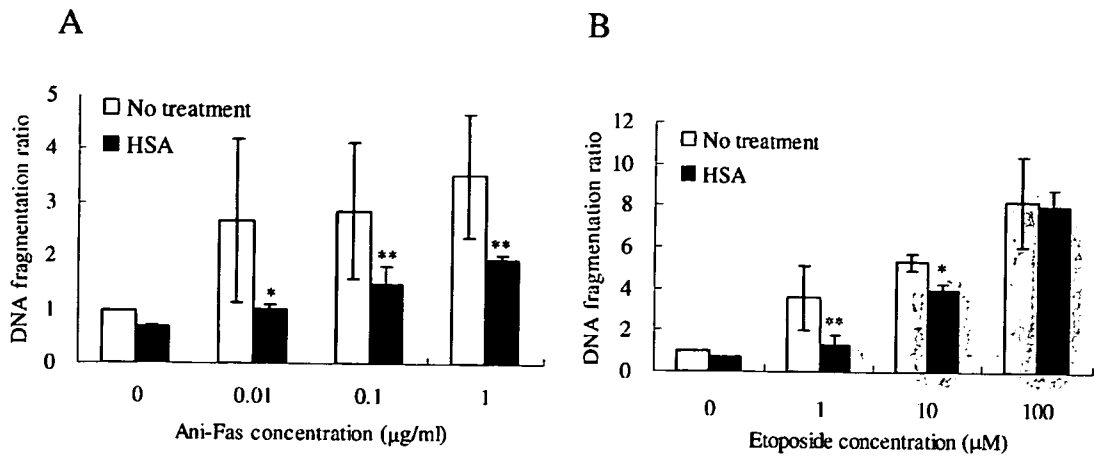 A
DNA fragmentation ratio
5
4
3
2
1
0
No treatment
HSA
*
**
**
0
0.01
0.1
1
Ani-Fas concentration (μg/ml)
B
DNA fragmentation ratio
12
10
8
6
4
2
0
No treatment
HSA
**
*
0
1
10
100
Etoposide concentration (μM)